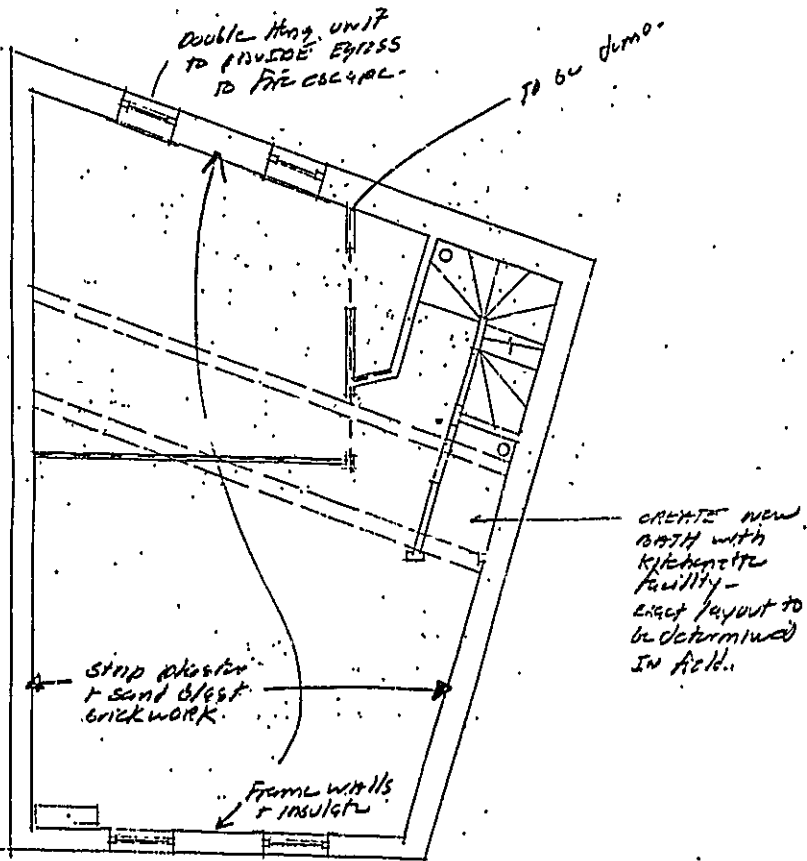 Double Hng. unit
to provIDE Egress
to fire escape.
To be demo.
CREATE new
BATH with
kitchenette
facility-
exact layout to
be determined
IN field.
strip plaster
+ sand blast
brickwork.
Frame walls
+ insulate